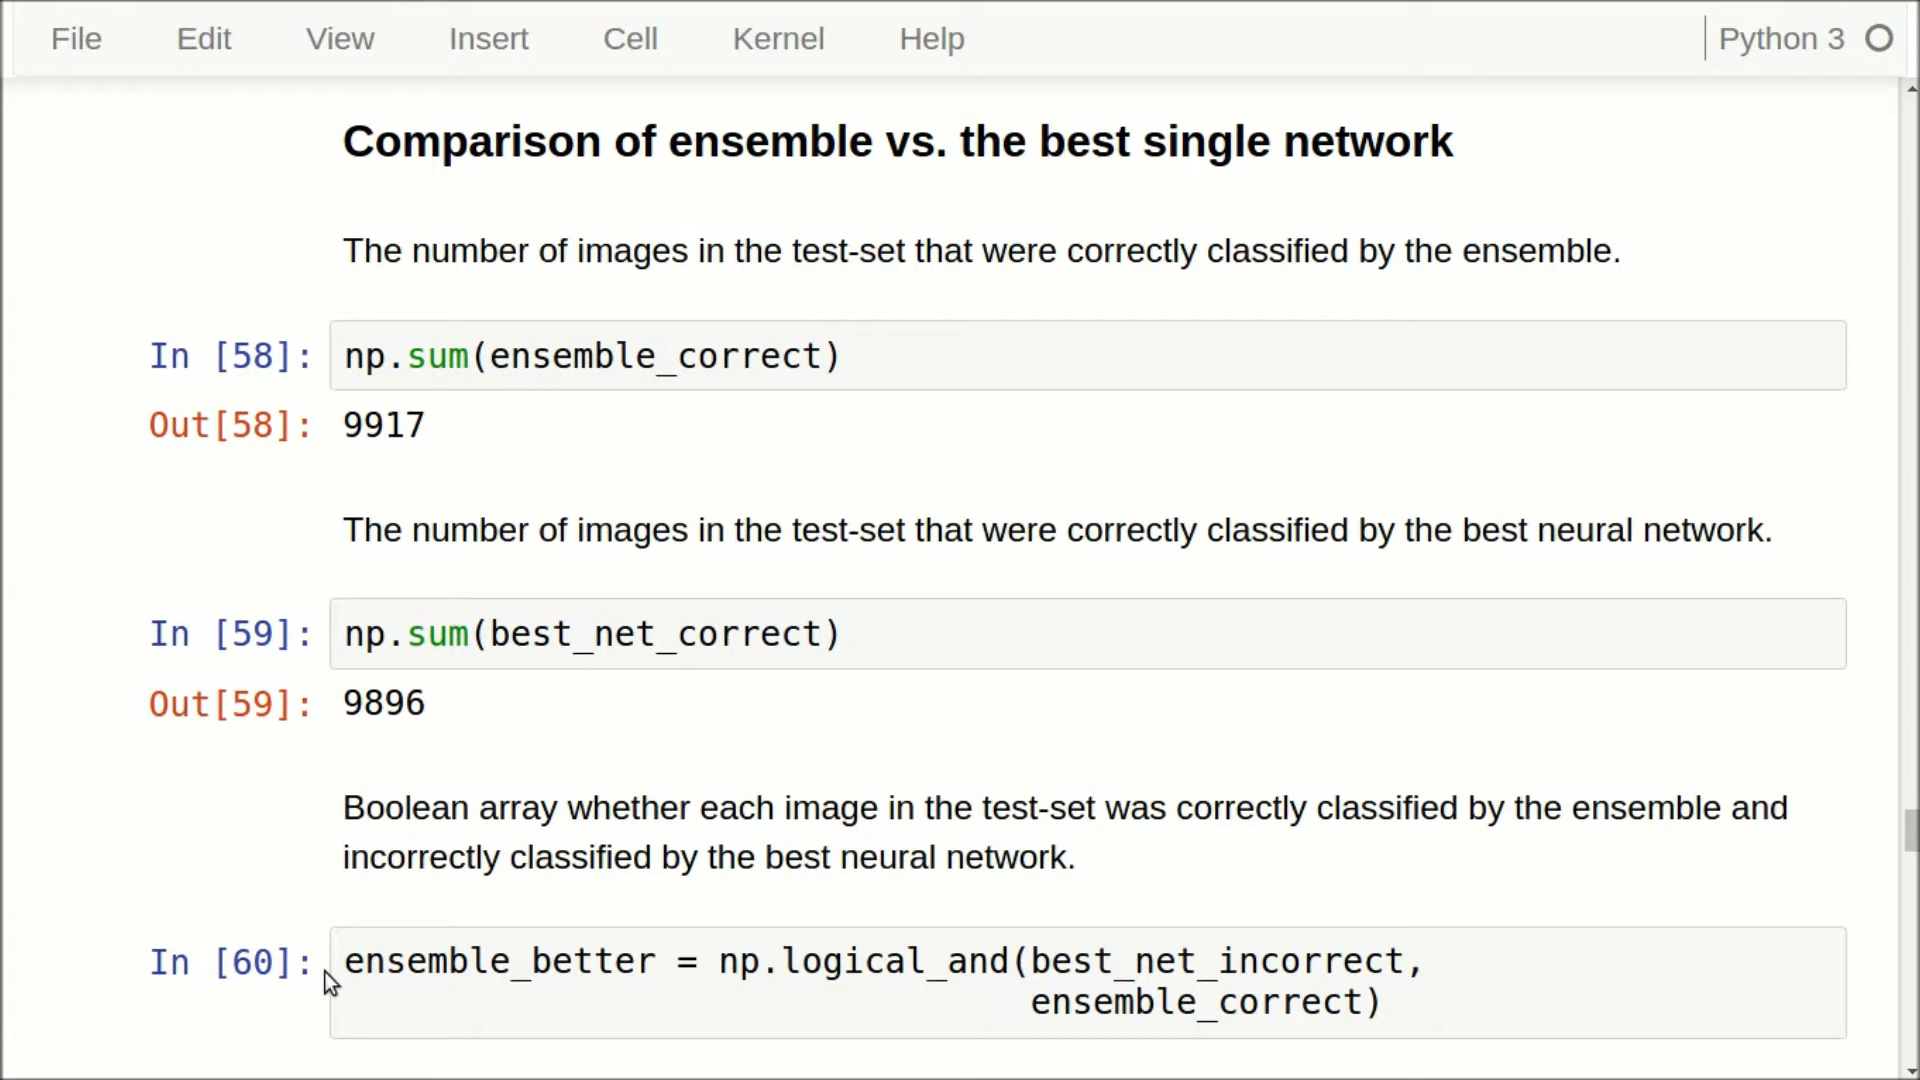 File Edit View Insert Cell Kernel Help Python 3
Comparison of ensemble vs. the best single network
The number of images in the test-set that were correctly classified by the ensemble.
In [58]: np.sum(ensemble_correct)
Out[58]: 9917
The number of images in the test-set that were correctly classified by the best neural network.
In [59]: np.sum(best_net_correct)
Out[59]: 9896
Boolean array whether each image in the test-set was correctly classified by the ensemble and
incorrectly classified by the best neural network.
In [60]: ensemble_better = np.logical_and(best_net_incorrect,
ensemble_correct)